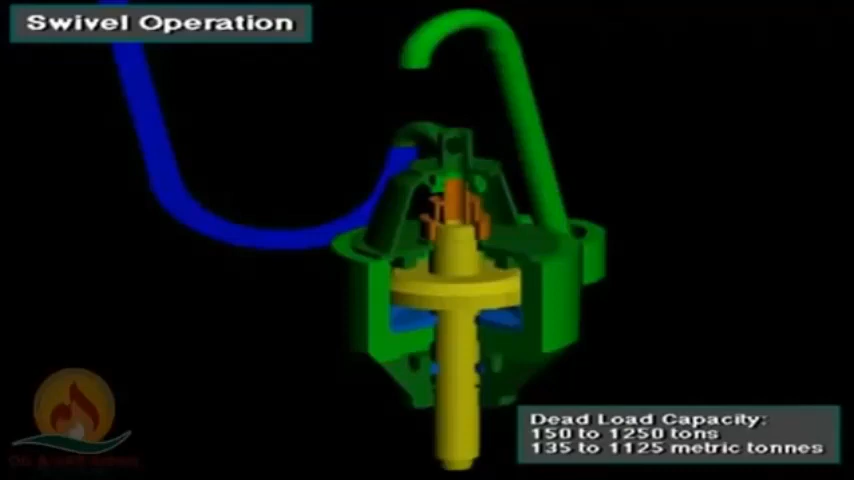 Swivel Operation
Dead Load Capacity:
150 to 1250 tons
135 to 1125 metric tonnes